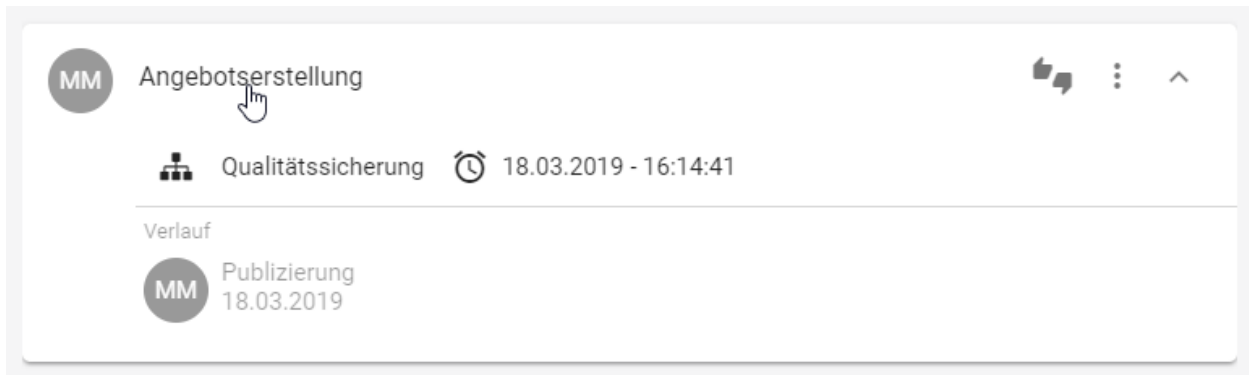 MM Angebotserstellung
Qualitätssicherung 18.03.2019 - 16:14:41
Verlauf
MM Publizierung
18.03.2019